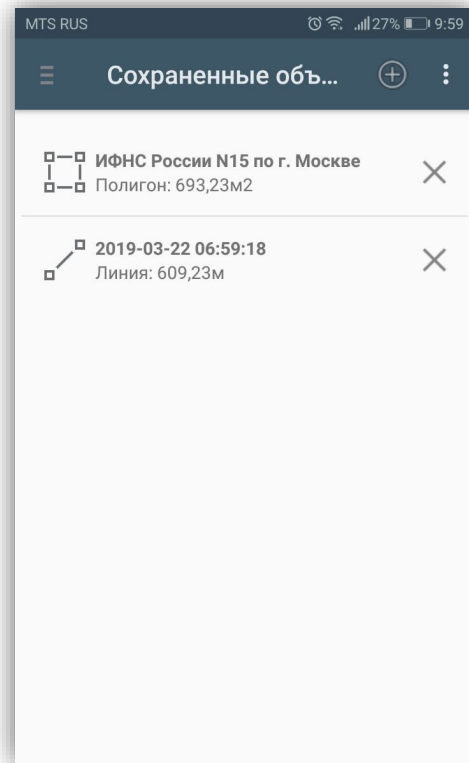 MTS RUS 27% 9:59
Сохраненные объ...
ИФНС России N15 по г. Москве
Полигон: 693,23м2
2019-03-22 06:59:18
Линия: 609,23м